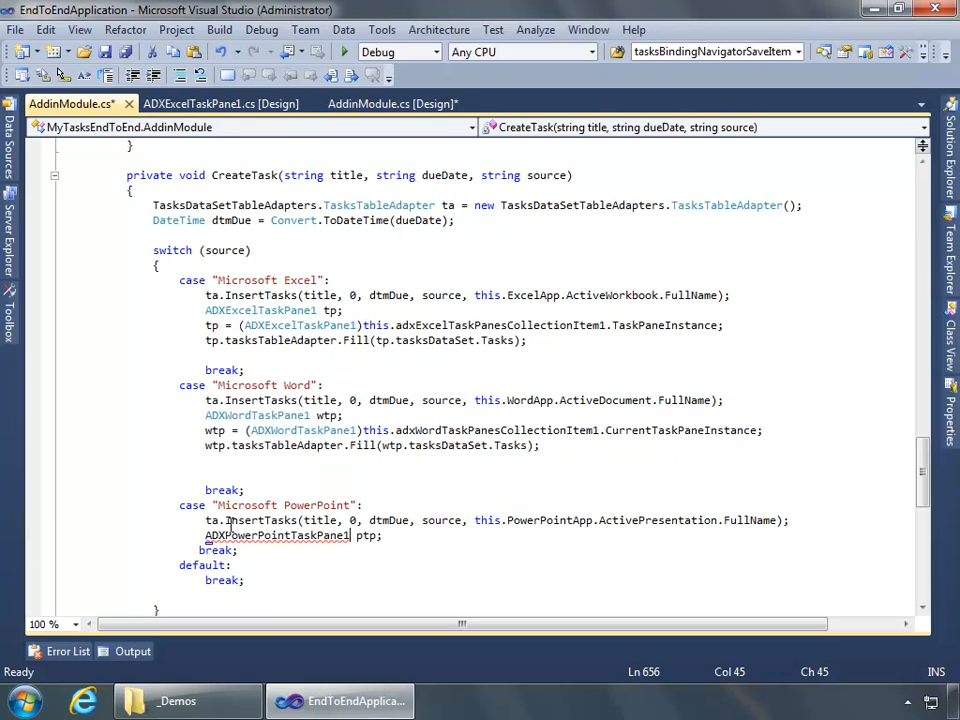 EndToEndApplication - Microsoft Visual Studio (Administrator)
File Edit View Refactor Project Build Debug Team Data Tools Architecture Test Analyze Window Help
Debug Any CPU tasksBindingNavigatorSaveItem
AddinModule.cs* ADXExcelTaskPane1.cs [Design] AddinModule.cs [Design]*
MyTasksEndToEnd.AddinModule CreateTask(string title, string dueDate, string source)
}
private void CreateTask(string title, string dueDate, string source)
{
TasksDataSetTableAdapters.TasksTableAdapter ta = new TasksDataSetTableAdapters.TasksTableAdapter();
DateTime dtmDue = Convert.ToDateTime(dueDate);
switch (source)
{
case "Microsoft Excel":
ta.InsertTasks(title, 0, dtmDue, source, this.ExcelApp.ActiveWorkbook.FullName);
ADXExcelTaskPane1 tp;
tp = (ADXExcelTaskPane1)this.adxExcelTaskPanesCollectionItem1.TaskPaneInstance;
tp.tasksTableAdapter.Fill(tp.tasksDataSet.Tasks);
break;
case "Microsoft Word":
ta.InsertTasks(title, 0, dtmDue, source, this.WordApp.ActiveDocument.FullName);
ADXWordTaskPane1 wtp;
wtp = (ADXWordTaskPane1)this.adxWordTaskPanesCollectionItem1.CurrentTaskPaneInstance;
wtp.tasksTableAdapter.Fill(wtp.tasksDataSet.Tasks);
break;
case "Microsoft PowerPoint":
ta.InsertTasks(title, 0, dtmDue, source, this.PowerPointApp.ActivePresentation.FullName);
ADXPowerPointTaskPane1 ptp;
break;
default:
break;
}
100 %
Error List Output
Ready Ln 656 Col 45 Ch 45 INS
_Demos EndToEndApplica...
Data Sources
Server Explorer
Toolbox
Solution Explorer
Team Explorer
Class View
Properties